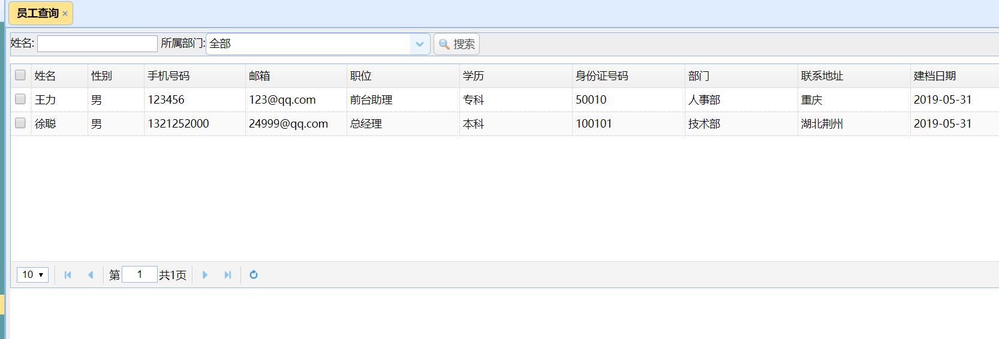 员工查询 ×
姓名: 所属部门: 全部 搜索
姓名 性别 手机号码 邮箱 职位 学历 身份证号码 部门 联系地址 建档日期
王力 男 123456 123@qq.com 前台助理 专科 50010 人事部 重庆 2019-05-31
徐聪 男 1321252000 24999@qq.com 总经理 本科 100101 技术部 湖北荆州 2019-05-31
10 第 1 共1页